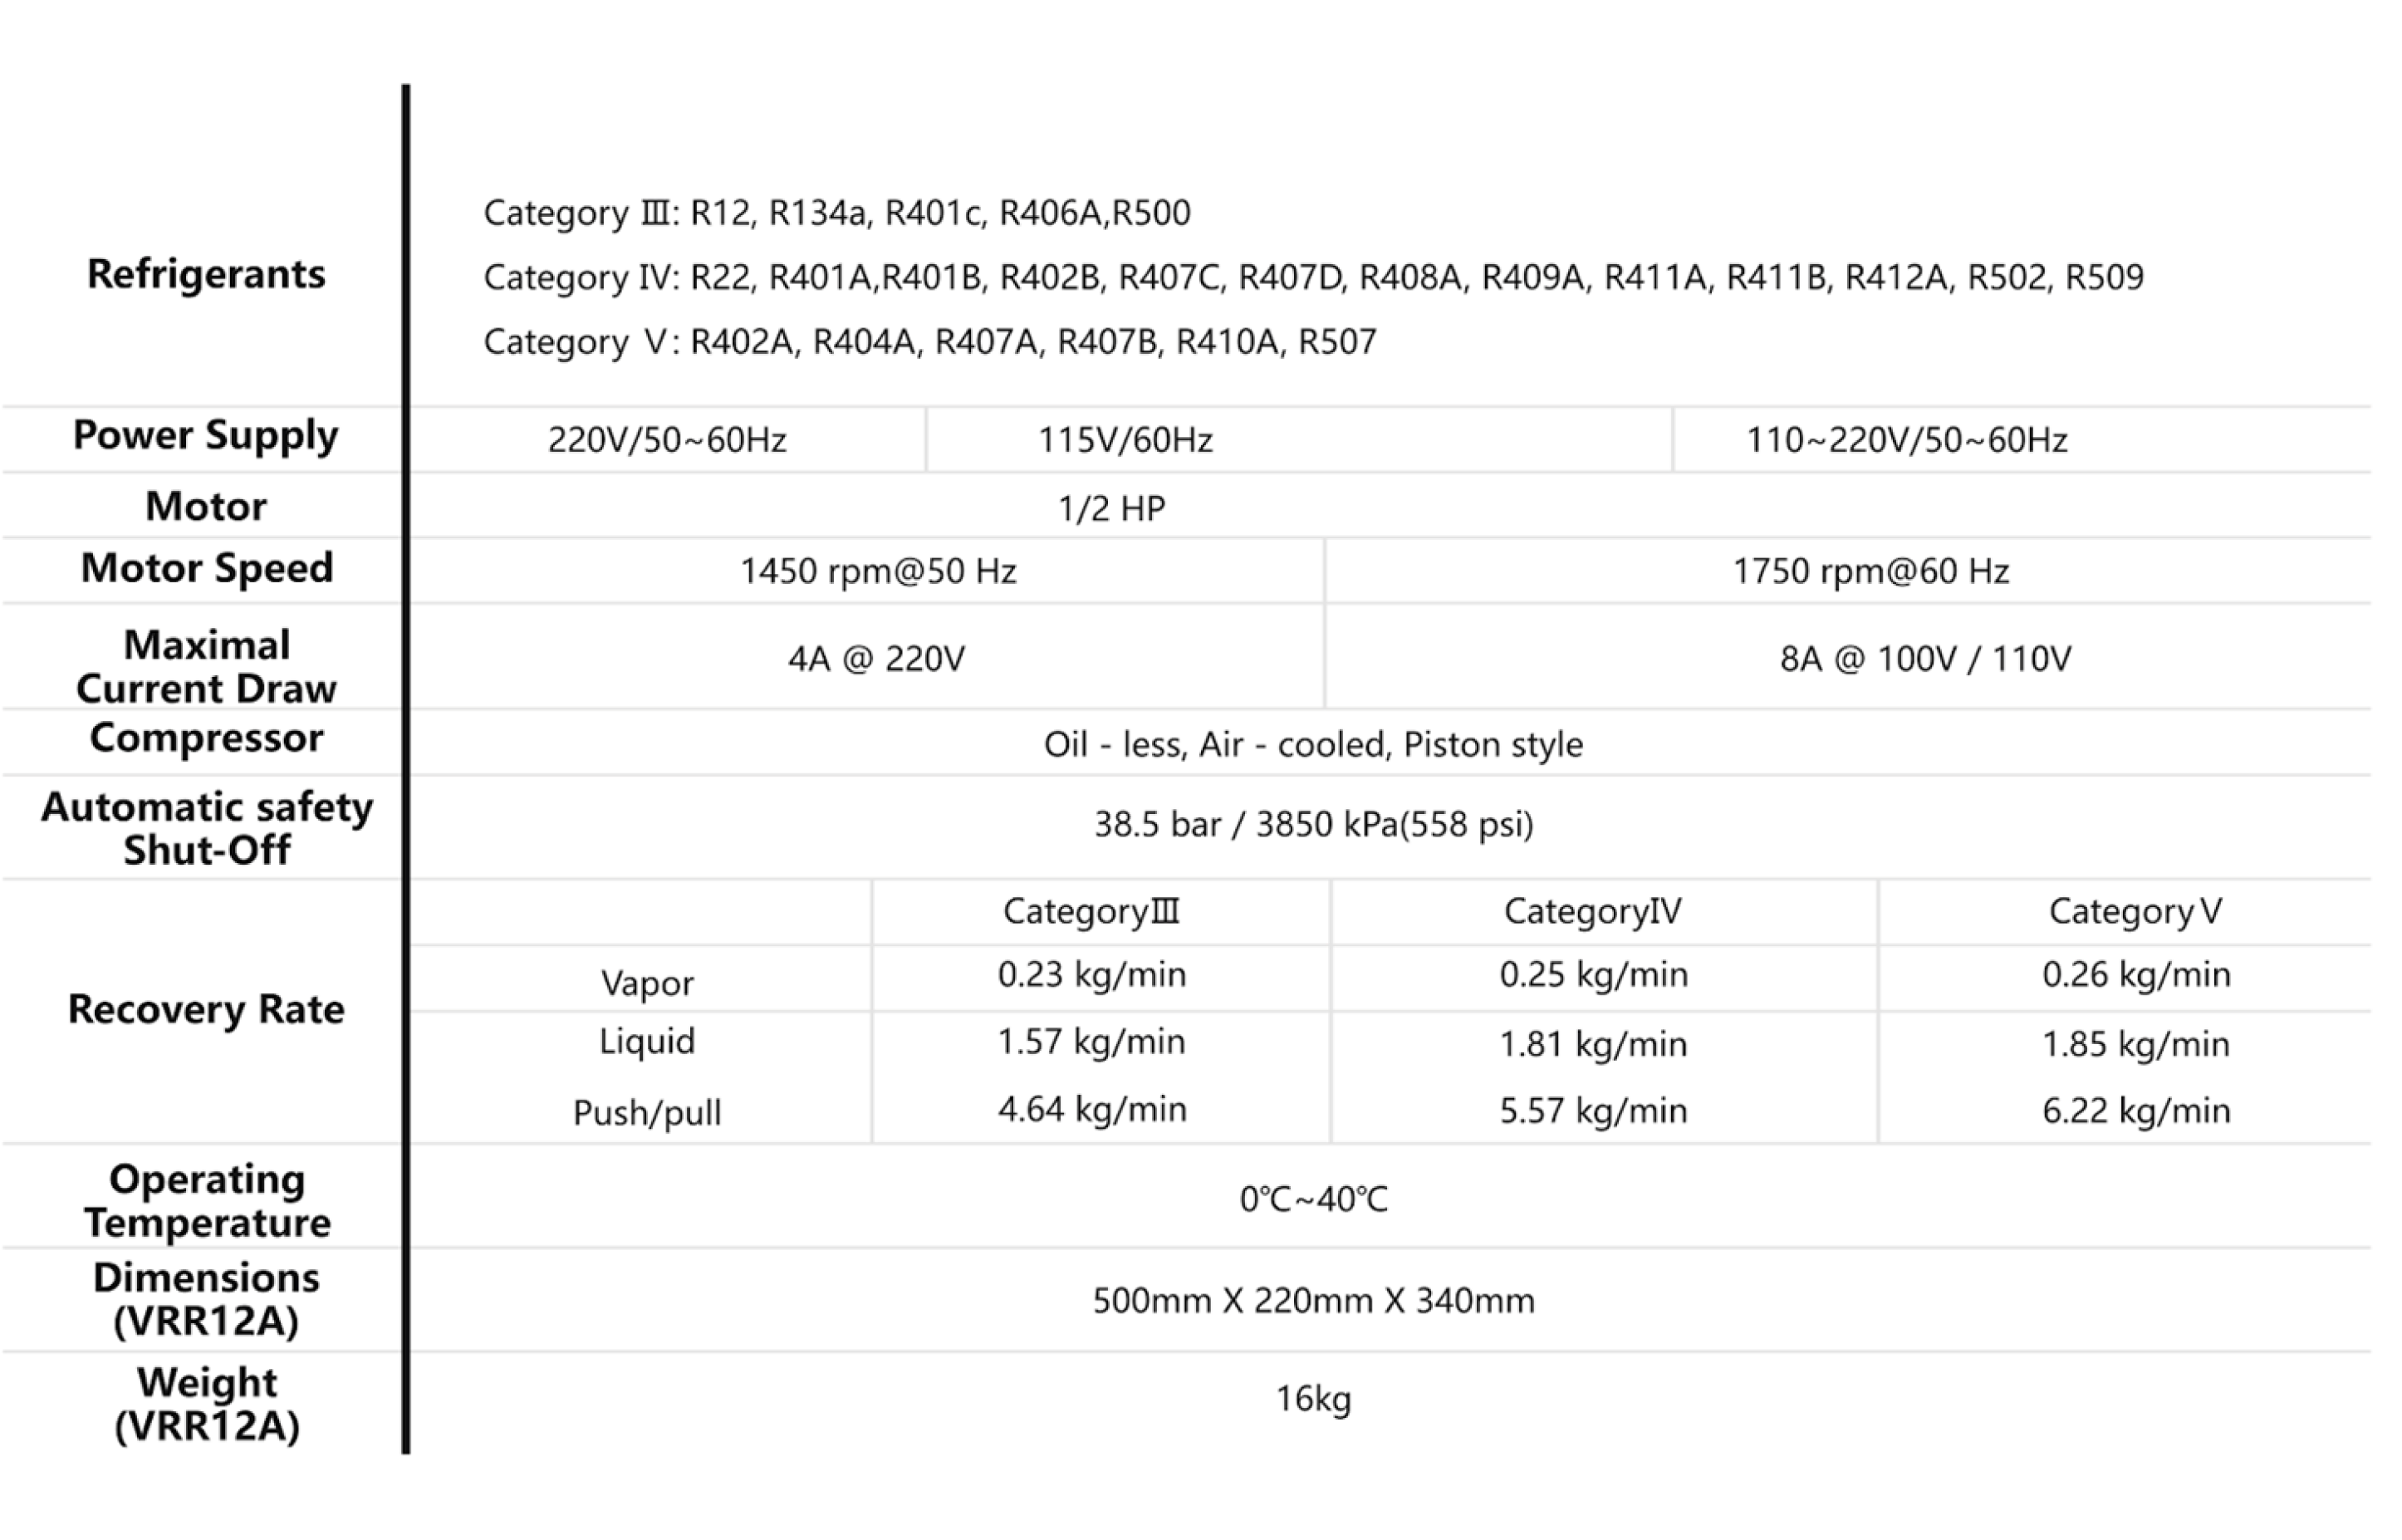 Refrigerants
Category Ⅲ: R12, R134a, R401c, R406A,R500
Category Ⅳ: R22, R401A,R401B, R402B, R407C, R407D, R408A, R409A, R411A, R411B, R412A, R502, R509
Category Ⅴ: R402A, R404A, R407A, R407B, R410A, R507
Power Supply
220V/50~60Hz
115V/60Hz
110~220V/50~60Hz
Motor
1/2 HP
Motor Speed
1450 rpm@50 Hz
1750 rpm@60 Hz
Maximal
Current Draw
4A @ 220V
8A @ 100V / 110V
Compressor
Oil - less, Air - cooled, Piston style
Automatic safety
Shut-Off
38.5 bar / 3850 kPa(558 psi)
Recovery Rate
CategoryⅢ
CategoryⅣ
CategoryⅤ
Vapor
0.23 kg/min
0.25 kg/min
0.26 kg/min
Liquid
1.57 kg/min
1.81 kg/min
1.85 kg/min
Push/pull
4.64 kg/min
5.57 kg/min
6.22 kg/min
Operating
Temperature
0℃~40℃
Dimensions
(VRR12A)
500mm X 220mm X 340mm
Weight
(VRR12A)
16kg